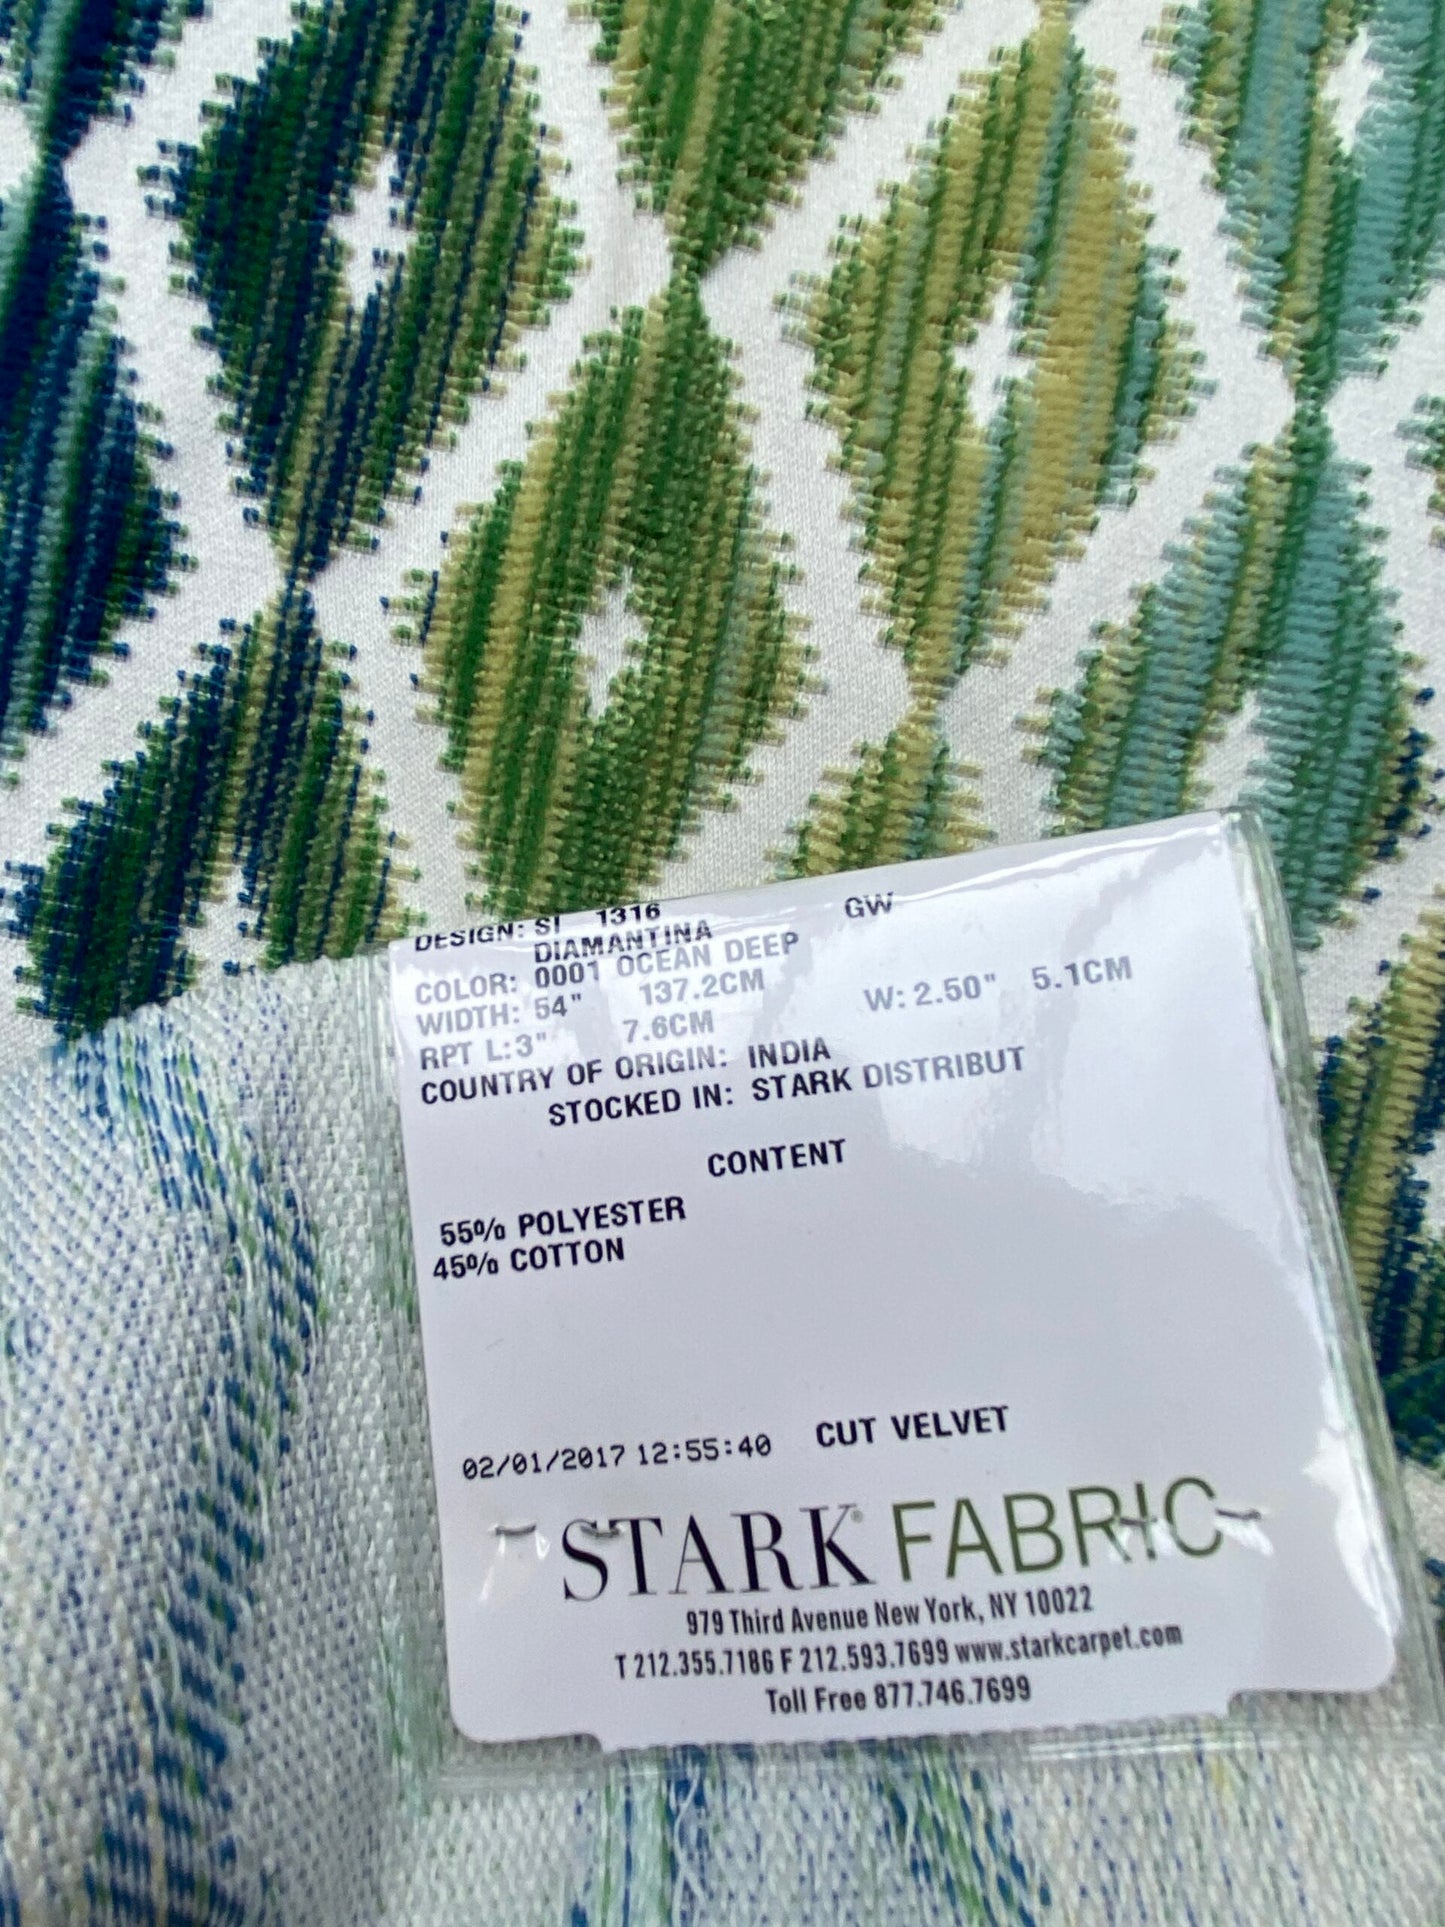 DESIGN: SI 1316 GW
DIAMANTINA
COLOR: 0001 OCEAN DEEP
WIDTH: 54" 137.2CM
RPT L:3" 7.6CM W: 2.50" 5.1CM
COUNTRY OF ORIGIN: INDIA
STOCKED IN: STARK DISTRIBUT
CONTENT
55% POLYESTER
45% COTTON
02/01/2017 12:55:40 CUT VELVET
STARK® FABRIC
979 Third Avenue New York, NY 10022
T 212.355.7186 F 212.593.7699 www.starkcarpet.com
Toll Free 877.746.7699